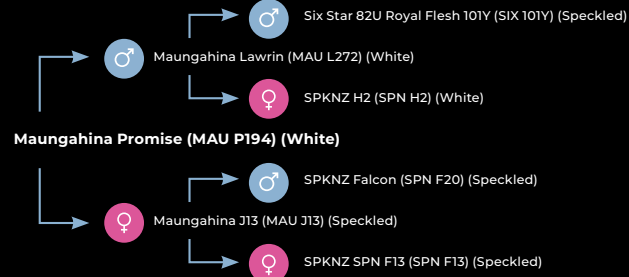 Six Star 82U Royal Flesh 101Y (SIX 101Y) (Speckled)
Maungahina Lawrin (MAU L272) (White)
SPKNZ H2 (SPN H2) (White)
Maungahina Promise (MAU P194) (White)
SPKNZ Falcon (SPN F20) (Speckled)
Maungahina J13 (MAU J13) (Speckled)
SPKNZ SPN F13 (SPN F13) (Speckled)